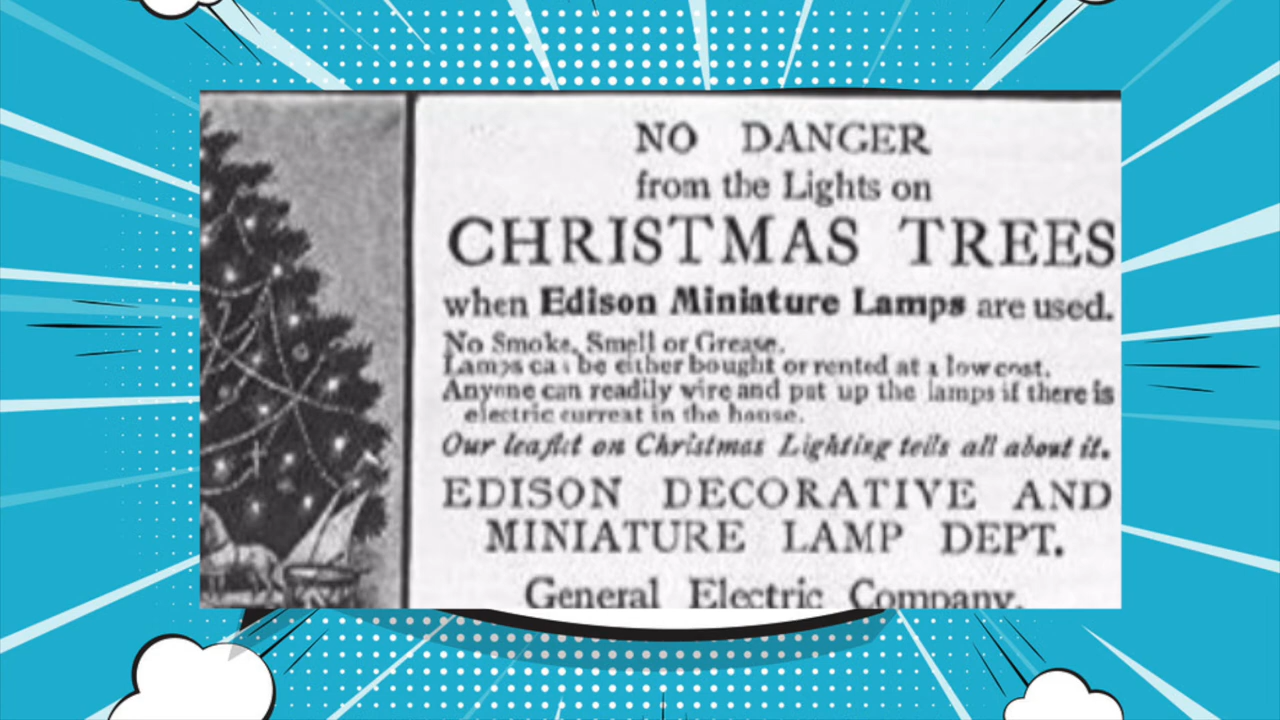 NO DANGER
from the Lights on
CHRISTMAS TREES
when Edison Miniature Lamps are used.
No Smoke, Smell or Grease.
Lamps can be either bought or rented at a low cost.
Anyone can readily wire and put up the lamps if there is
electric current in the house.
Our leaflet on Christmas Lighting tells all about it.
EDISON DECORATIVE AND
MINIATURE LAMP DEPT.
General Electric Company.